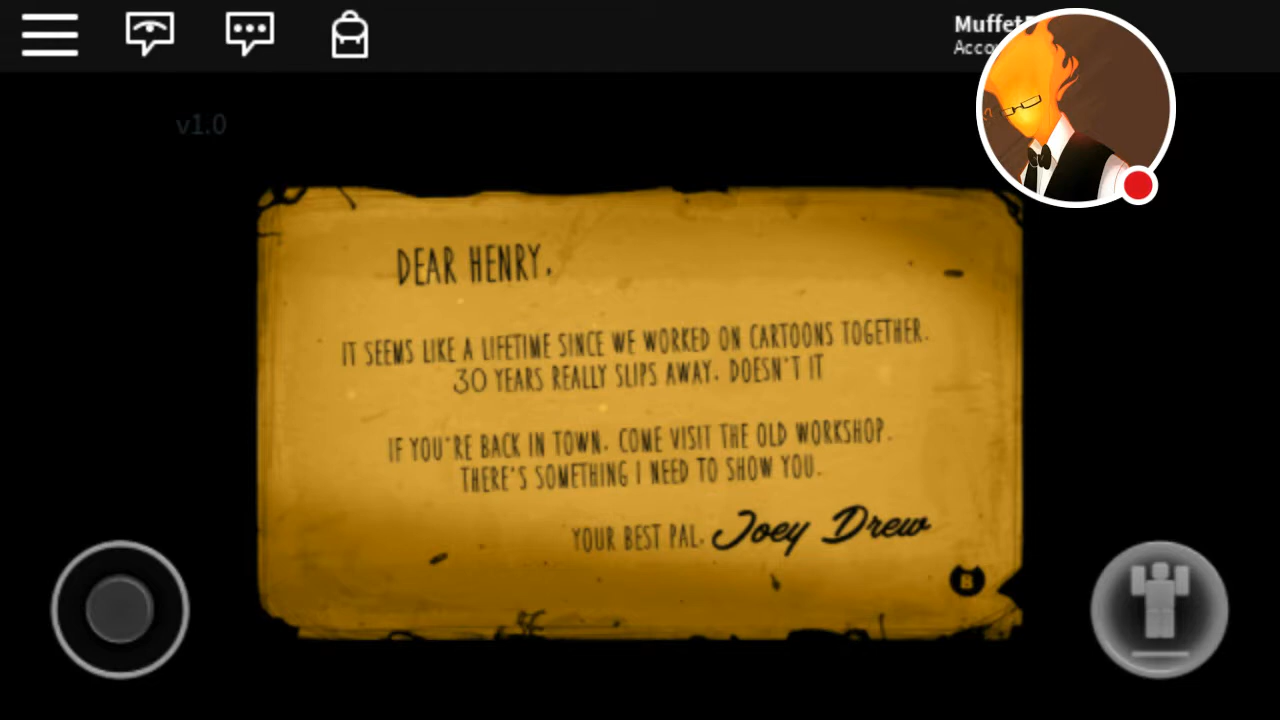 v1.0
DEAR HENRY,
IT SEEMS LIKE A LIFETIME SINCE WE WORKED ON CARTOONS TOGETHER.
30 YEARS REALLY SLIPS AWAY. DOESN'T IT
IF YOU'RE BACK IN TOWN. COME VISIT THE OLD WORKSHOP.
THERE'S SOMETHING I NEED TO SHOW YOU.
YOUR BEST PAL. Joey Drew
B